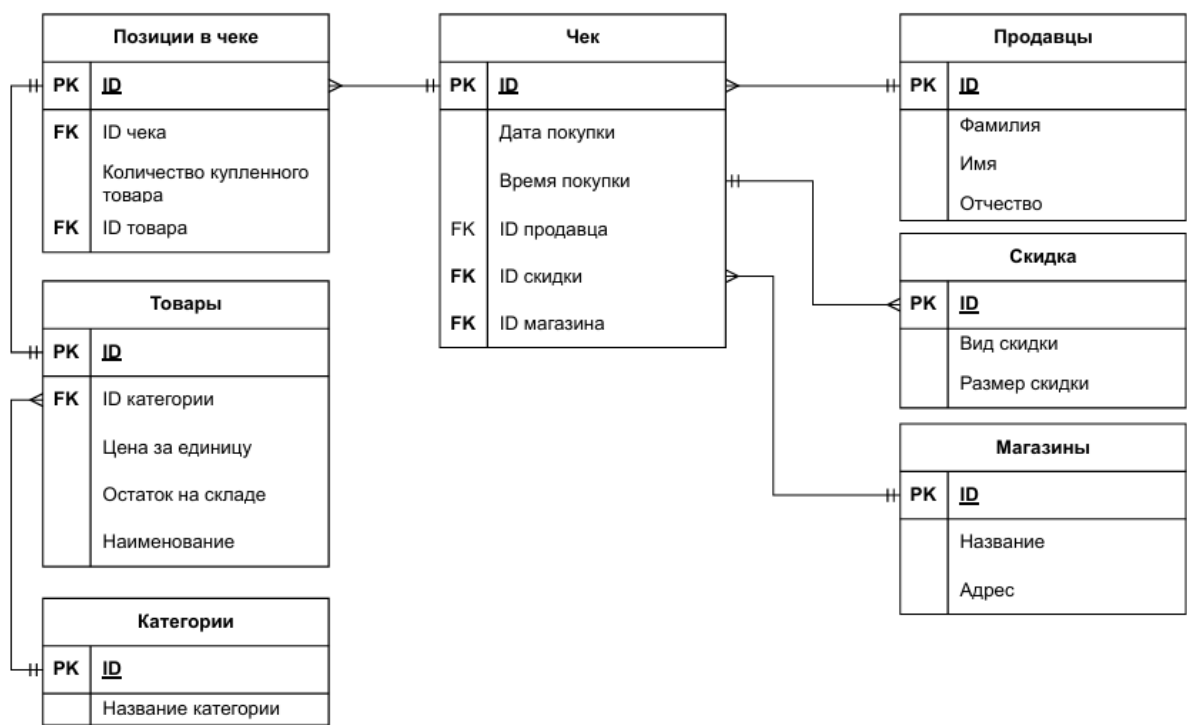 Позиции в чеке
PK ID
FK ID чека
Количество купленного
товара
FK ID товара
Товары
PK ID
FK ID категории
Цена за единицу
Остаток на складе
Наименование
Категории
PK ID
Название категории
Чек
PK ID
Дата покупки
Время покупки
FK ID продавца
FK ID скидки
FK ID магазина
Продавцы
PK ID
Фамилия
Имя
Отчество
Скидка
PK ID
Вид скидки
Размер скидки
Магазины
PK ID
Название
Адрес